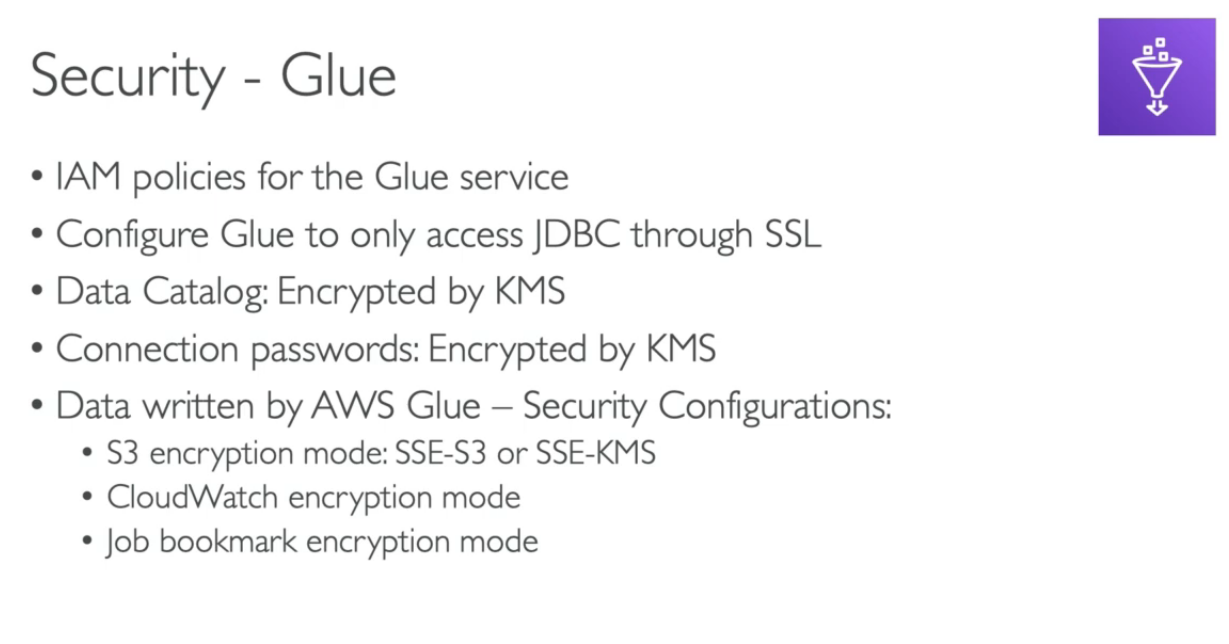 Security - Glue
• IAM policies for the Glue service
• Configure Glue to only access JDBC through SSL
• Data Catalog: Encrypted by KMS
• Connection passwords: Encrypted by KMS
• Data written by AWS Glue – Security Configurations:
• S3 encryption mode: SSE-S3 or SSE-KMS
• CloudWatch encryption mode
• Job bookmark encryption mode